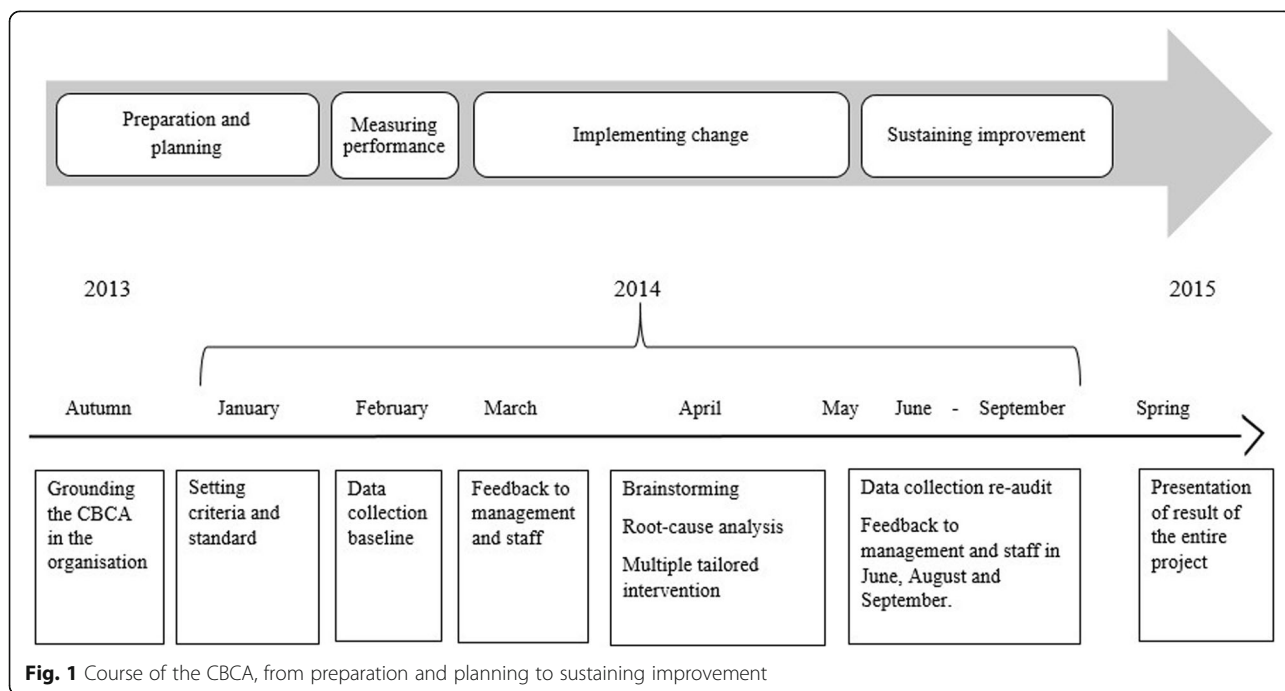 Preparation and
planning
Measuring
performance
Implementing change
Sustaining improvement
2013
2014
2015
Autumn
January
February
March
April
May
June - September
Spring
Grounding
the CBCA
in the
organisation
Setting
criteria and
standard
Data
collection
baseline
Feedback to
management
and staff
Brainstorming
Root-cause analysis
Multiple tailored
intervention
Data collection re-audit
Feedback to
management and staff in
June, August and
September.
Presentation
of result of
the entire
project
Fig. 1 Course of the CBCA, from preparation and planning to sustaining improvement